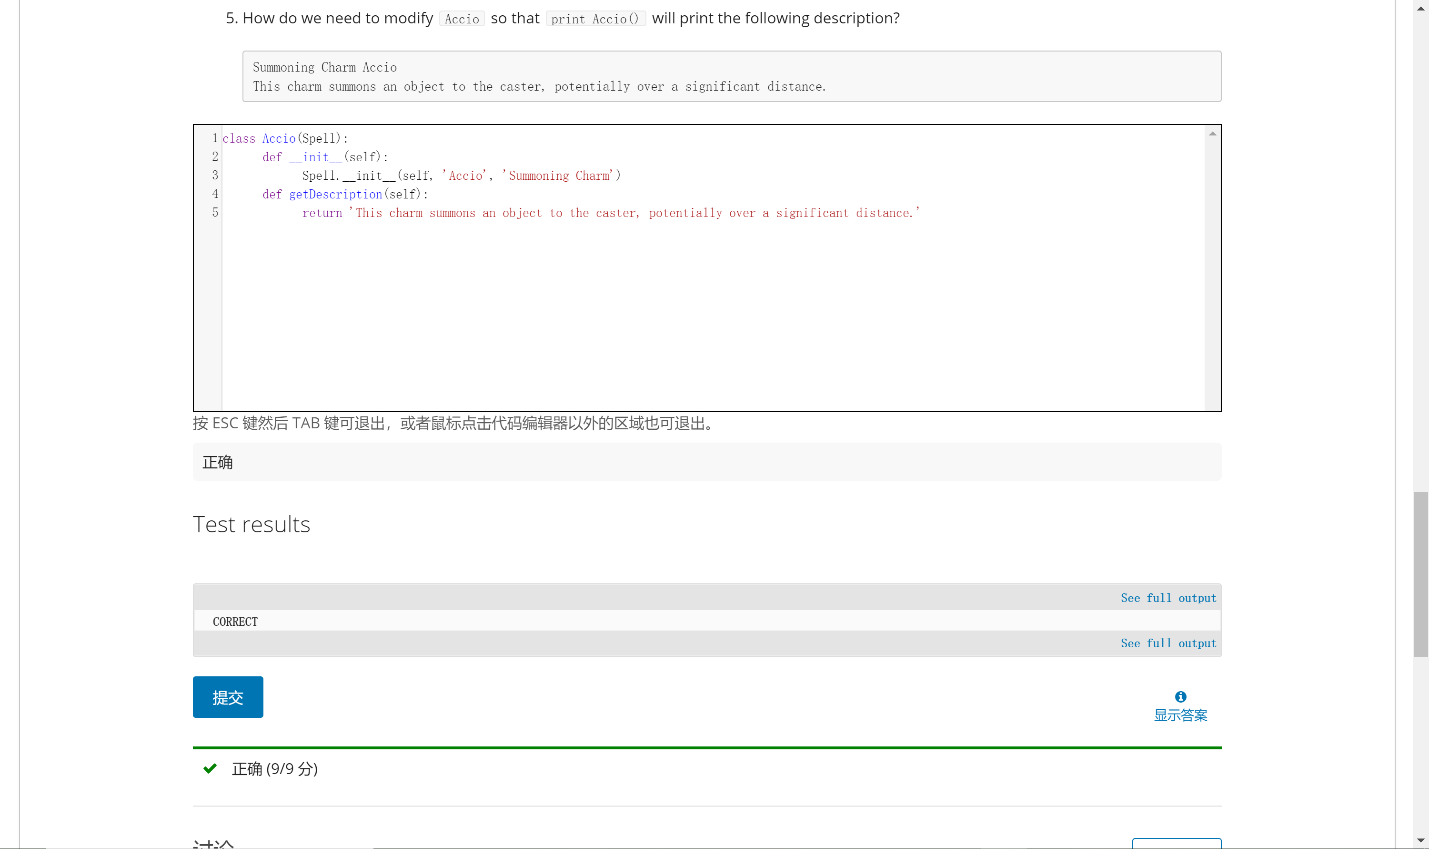 5. How do we need to modify Accio so that print Accio() will print the following description?
Summoning Charm Accio
This charm summons an object to the caster, potentially over a significant distance.
1 class Accio(Spell):
2 def __init__(self):
3 Spell.__init__(self, 'Accio', 'Summoning Charm')
4 def getDescription(self):
5 return 'This charm summons an object to the caster, potentially over a significant distance.'
按 ESC 键然后 TAB 键可退出，或者鼠标点击代码编辑器以外的区域也可退出。
正确
Test results
See full output
CORRECT
See full output
提交
显示答案
正确 (9/9 分)
讨论